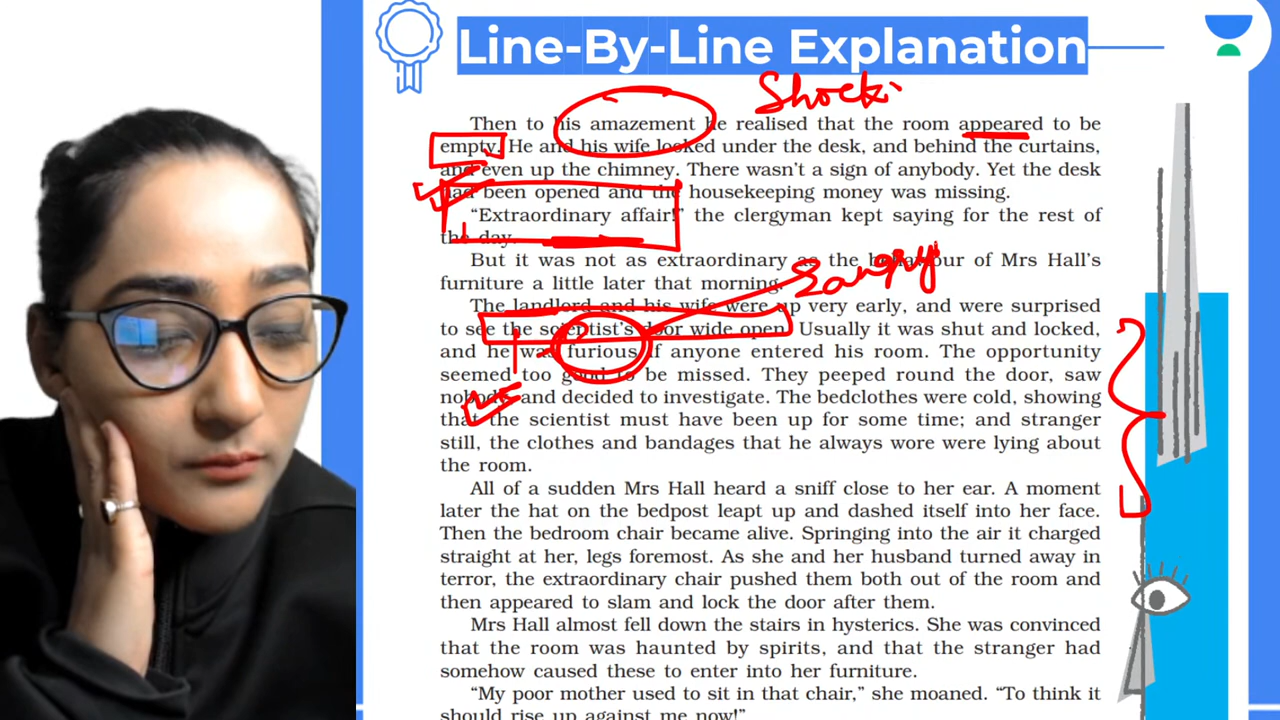 Line-By-Line Explanation
Shocki
Then to his amazement he realised that the room appeared to be
empty. He and his wife looked under the desk, and behind the curtains,
and even up the chimney. There wasn't a sign of anybody. Yet the desk
had been opened and the housekeeping money was missing.
“Extraordinary affair!” the clergyman kept saying for the rest of
the day.
But it was not as extraordinary as the behaviour of Mrs Hall's
furniture a little later that morning.
angry
The landlord and his wife were up very early, and were surprised
to see the scientist's door wide open. Usually it was shut and locked,
and he was furious if anyone entered his room. The opportunity
seemed too good to be missed. They peeped round the door, saw
nobody, and decided to investigate. The bedclothes were cold, showing
that the scientist must have been up for some time; and stranger
still, the clothes and bandages that he always wore were lying about
the room.
All of a sudden Mrs Hall heard a sniff close to her ear. A moment
later the hat on the bedpost leapt up and dashed itself into her face.
Then the bedroom chair became alive. Springing into the air it charged
straight at her, legs foremost. As she and her husband turned away in
terror, the extraordinary chair pushed them both out of the room and
then appeared to slam and lock the door after them.
Mrs Hall almost fell down the stairs in hysterics. She was convinced
that the room was haunted by spirits, and that the stranger had
somehow caused these to enter into her furniture.
“My poor mother used to sit in that chair,” she moaned. “To think it
should rise up against me now!”